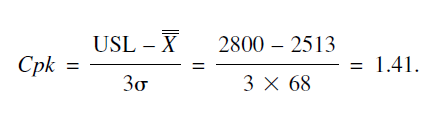 Cpk = (USL – X̿) / 3σ = (2800 – 2513) / (3 × 68) = 1.41.